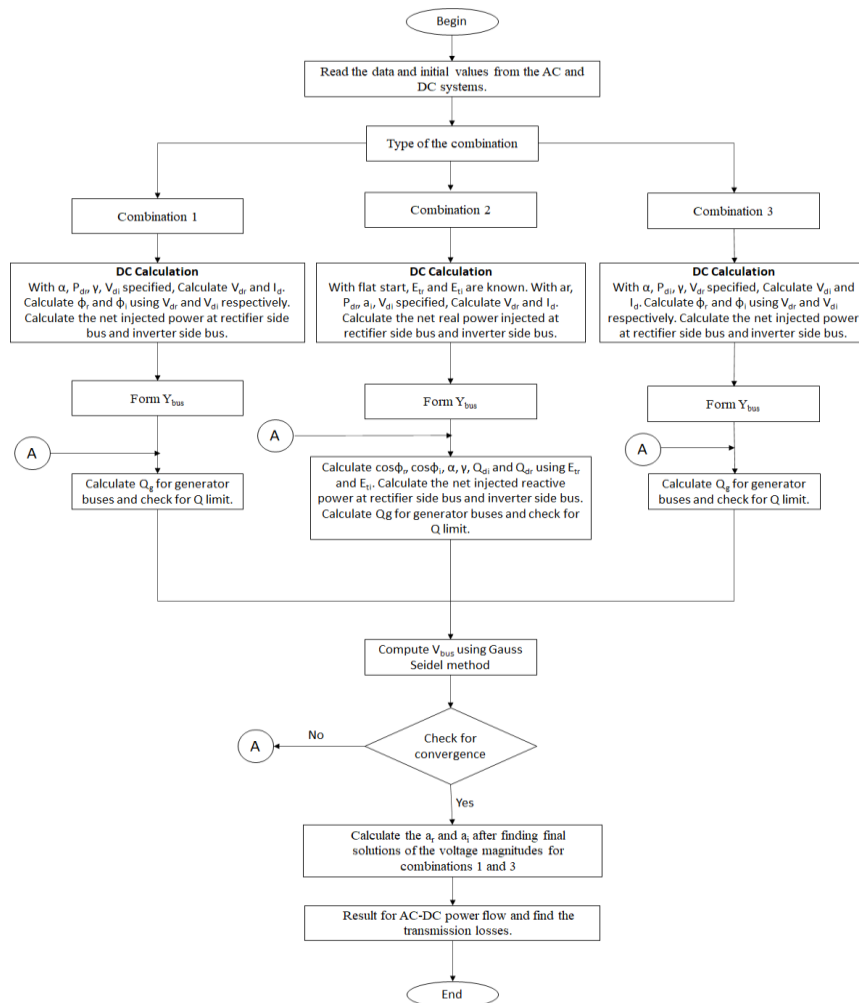 Begin
Read the data and initial values from the AC and
DC systems.
Type of the combination
Combination 1
Combination 2
Combination 3
DC Calculation
With α, Pdr, γ, Vdi specified, Calculate Vdr and Id.
Calculate ϕr and ϕi using Vdr and Vdi respectively.
Calculate the net injected power at rectifier side
bus and inverter side bus.
DC Calculation
With flat start, Etr and Eti are known. With ar,
Pdr, ai, Vdi specified, Calculate Vdr and Id.
Calculate the net real power injected at
rectifier side bus and inverter side bus.
DC Calculation
With α, Pdi, γ, Vdr specified, Calculate Vdi and
Id. Calculate ϕr and ϕi using Vdr and Vdi
respectively. Calculate the net injected power
at rectifier side bus and inverter side bus.
Form Ybus
Form Ybus
Form Ybus
A
A
A
Calculate Qg for generator
buses and check for Q limit.
Calculate cosϕr, cosϕi, α, γ, Qdi and Qdr using Etr
and Eti. Calculate the net injected reactive
power at rectifier side bus and inverter side bus.
Calculate Qg for generator buses and check for
Q limit.
Calculate Qg for generator
buses and check for Q limit.
Compute Vbus using Gauss
Seidel method
Check for
convergence
No
A
Yes
Calculate the ar and ai after finding final
solutions of the voltage magnitudes for
combinations 1 and 3
Result for AC-DC power flow and find the
transmission losses.
End